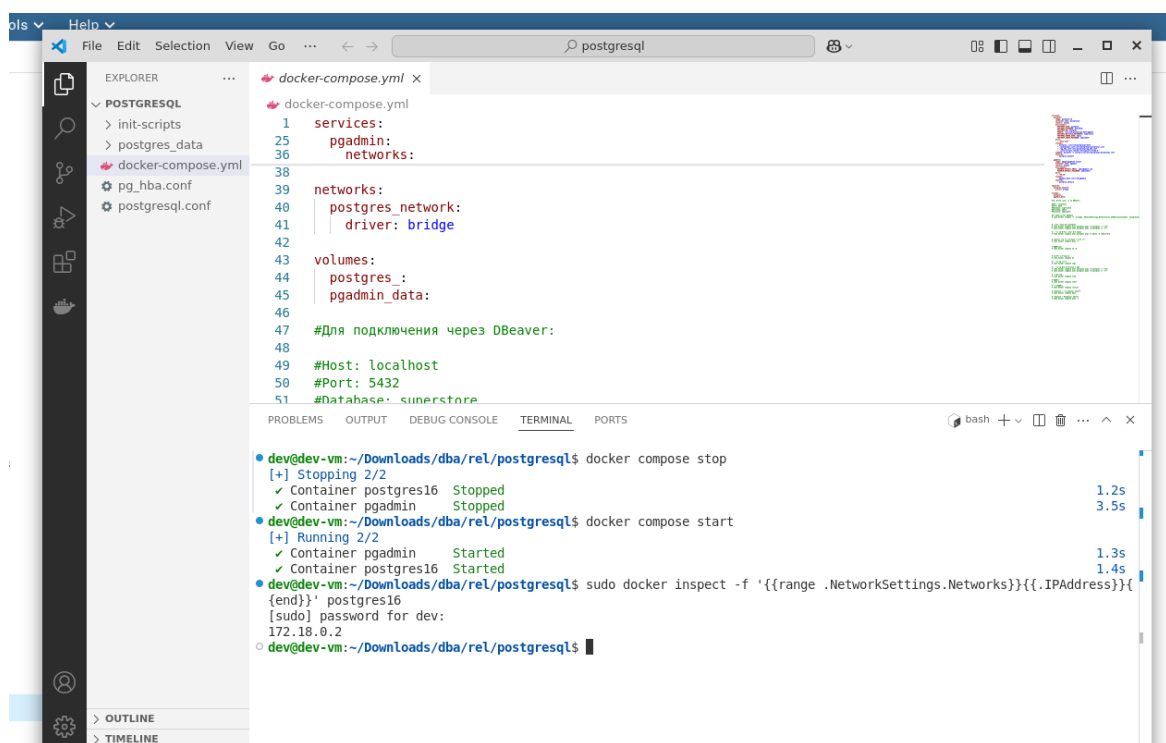 ols Help
File Edit Selection View Go ··· postgresql
EXPLORER ···
POSTGRESQL
init-scripts
postgres_data
docker-compose.yml
pg_hba.conf
postgresql.conf
OUTLINE
TIMELINE
docker-compose.yml
docker-compose.yml
1 services:
25 pgadmin:
36 networks:
38
39 networks:
40 postgres_network:
41 driver: bridge
42
43 volumes:
44 postgres_:
45 pgadmin_data:
46
47 #Для подключения через DBeaver:
48
49 #Host: localhost
50 #Port: 5432
51 #Database: superstore
PROBLEMS OUTPUT DEBUG CONSOLE TERMINAL PORTS bash
dev@dev-vm:~/Downloads/dba/rel/postgresql$ docker compose stop
[+] Stopping 2/2
✔ Container postgres16 Stopped 1.2s
✔ Container pgadmin Stopped 3.5s
dev@dev-vm:~/Downloads/dba/rel/postgresql$ docker compose start
[+] Running 2/2
✔ Container pgadmin Started 1.3s
✔ Container postgres16 Started 1.4s
dev@dev-vm:~/Downloads/dba/rel/postgresql$ sudo docker inspect -f '{{range .NetworkSettings.Networks}}{{.IPAddress}}{
{end}}' postgres16
[sudo] password for dev:
172.18.0.2
dev@dev-vm:~/Downloads/dba/rel/postgresql$